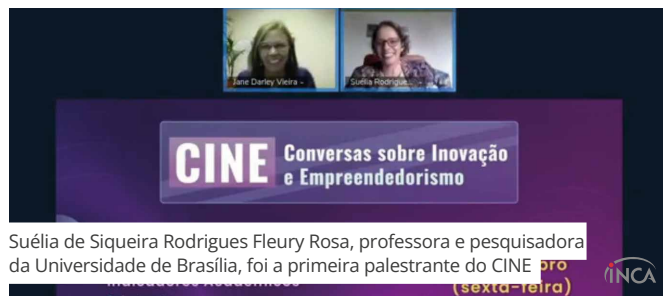 Jane Darley Vieira -
Suélia Rodrigue...
CINE Conversas sobre Inovação
e Empreendedorismo
Suélia de Siqueira Rodrigues Fleury Rosa, professora e pesquisadora
da Universidade de Brasília, foi a primeira palestrante do CINE
(sexta-feira)
INCA